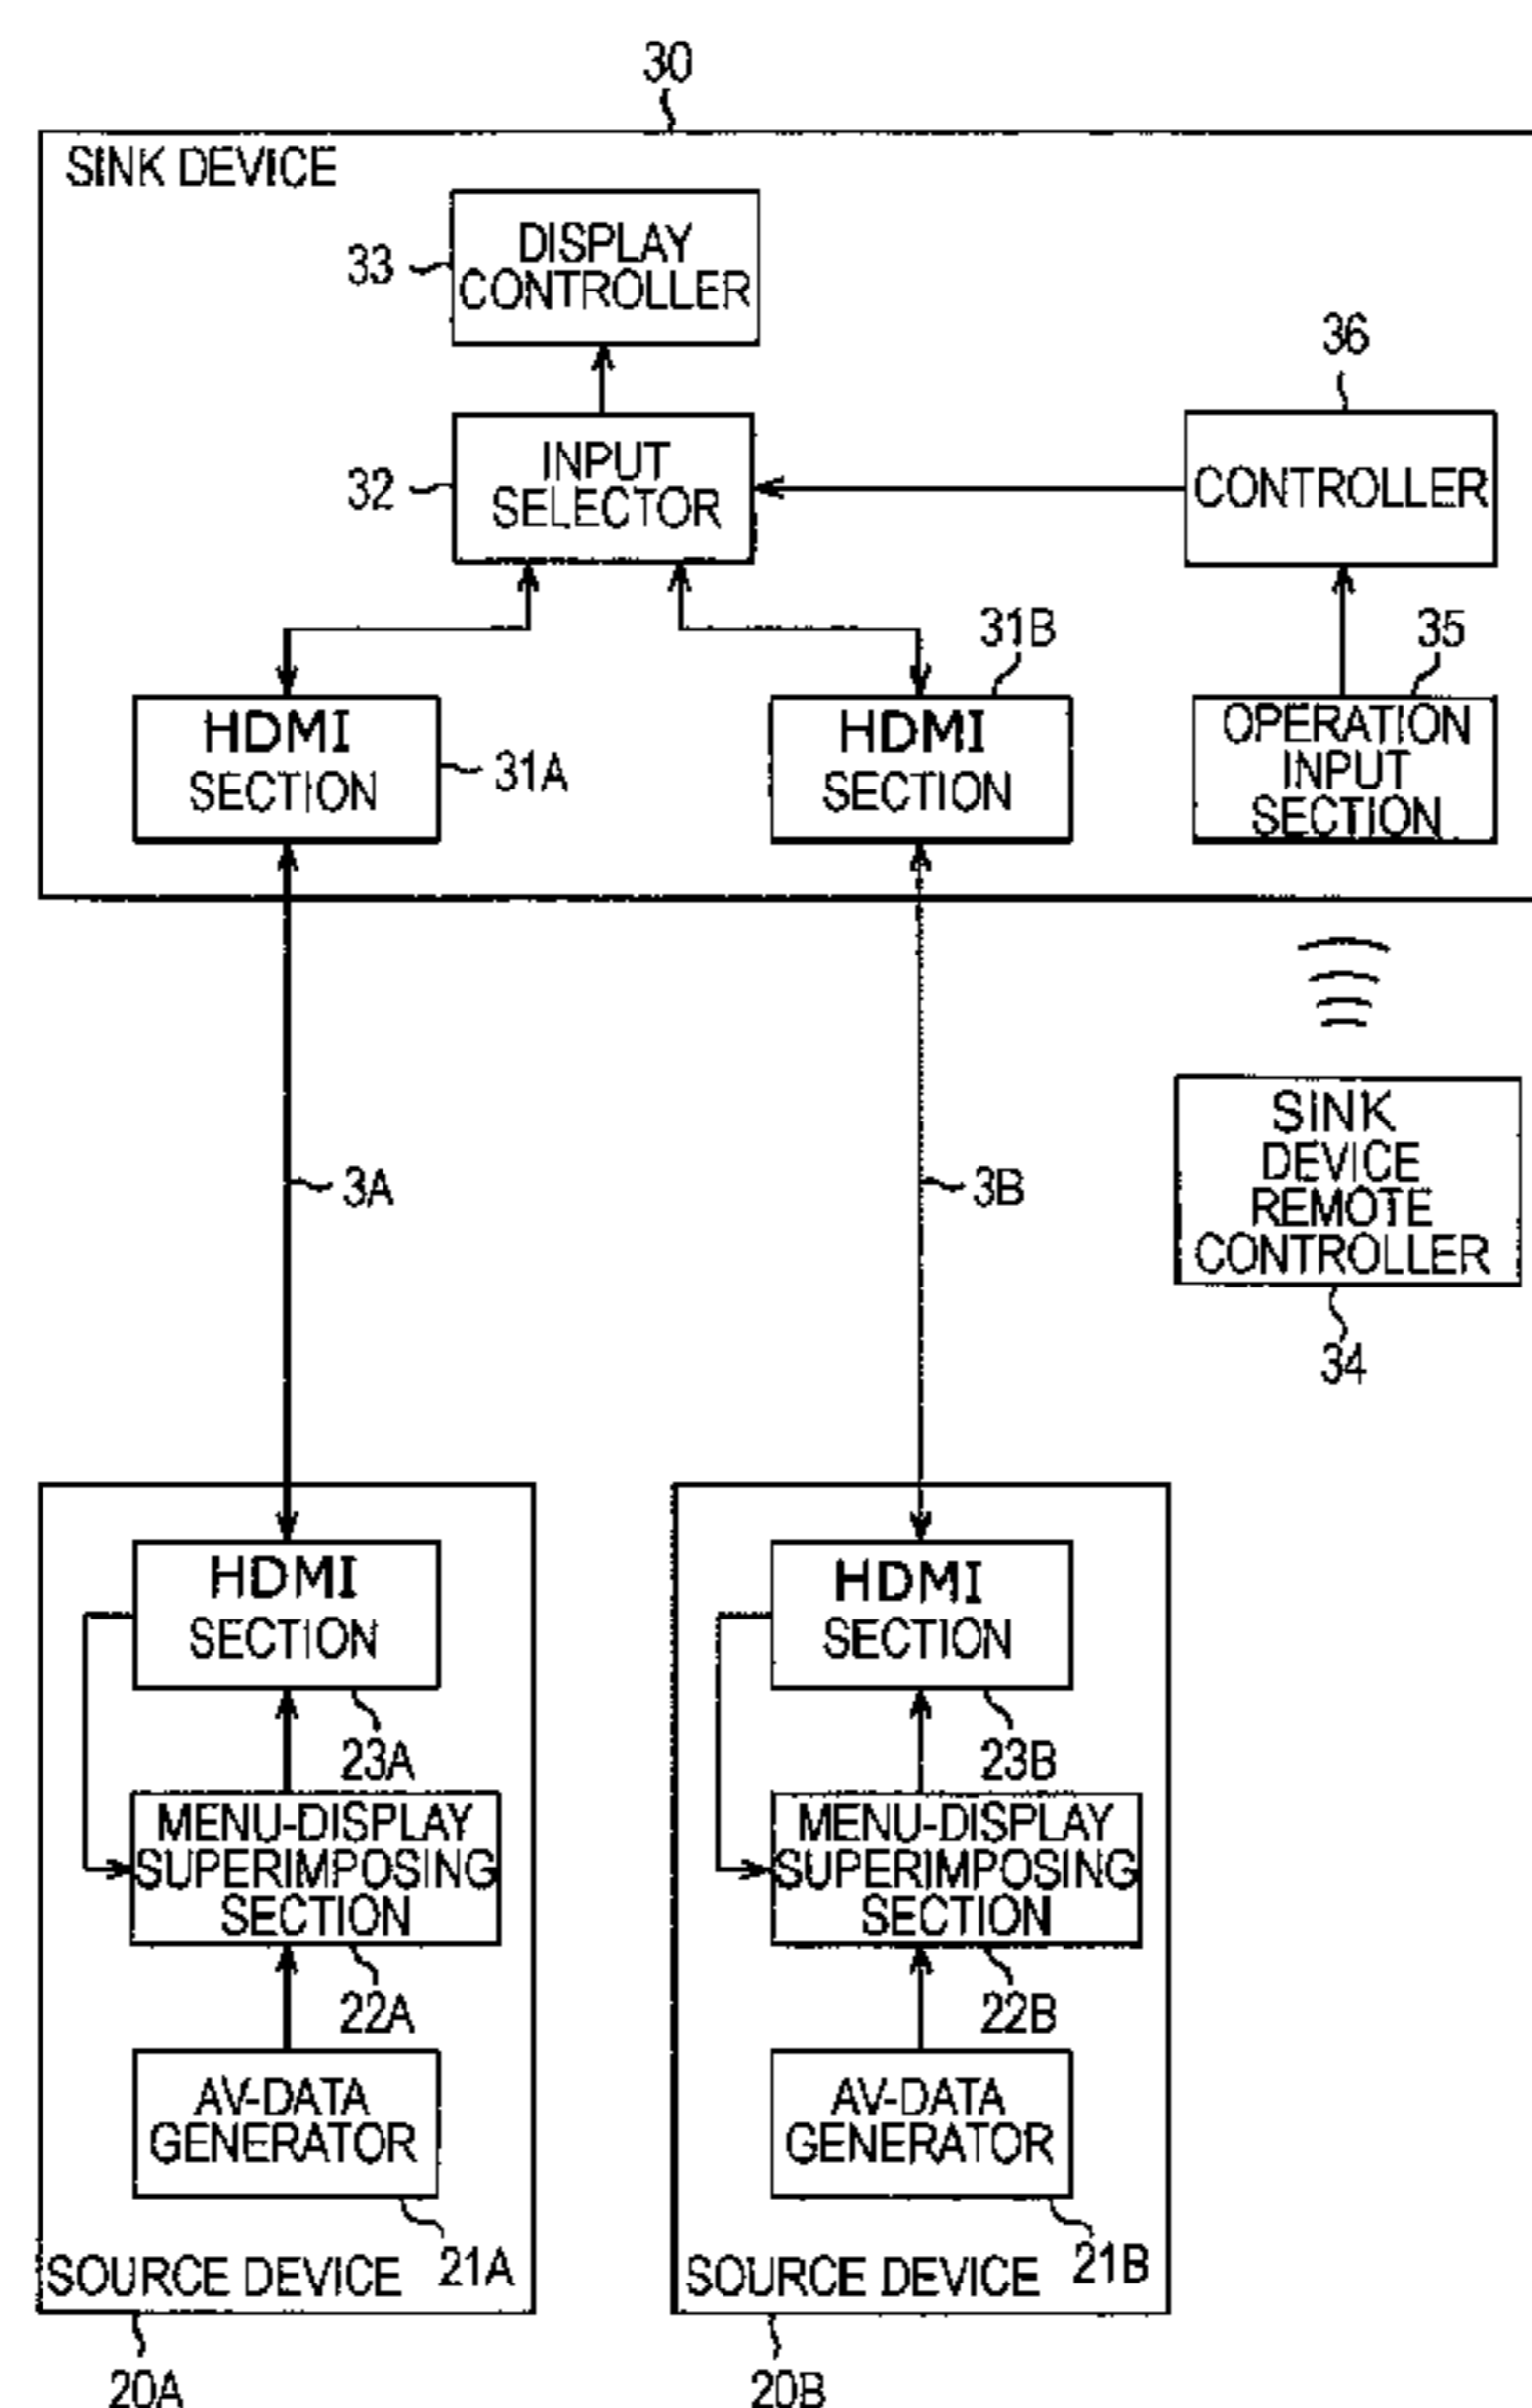 30
SINK DEVICE
33
DISPLAY
CONTROLLER
36
32
INPUT
SELECTOR
CONTROLLER
31B
35
HDMI
SECTION
31A
HDMI
SECTION
OPERATION
INPUT
SECTION
3A
3B
SINK
DEVICE
REMOTE
CONTROLLER
34
HDMI
SECTION
23A
MENU-DISPLAY
SUPERIMPOSING
SECTION
22A
AV-DATA
GENERATOR
21A
SOURCE DEVICE
20A
HDMI
SECTION
23B
MENU-DISPLAY
SUPERIMPOSING
SECTION
22B
AV-DATA
GENERATOR
21B
SOURCE DEVICE
20B